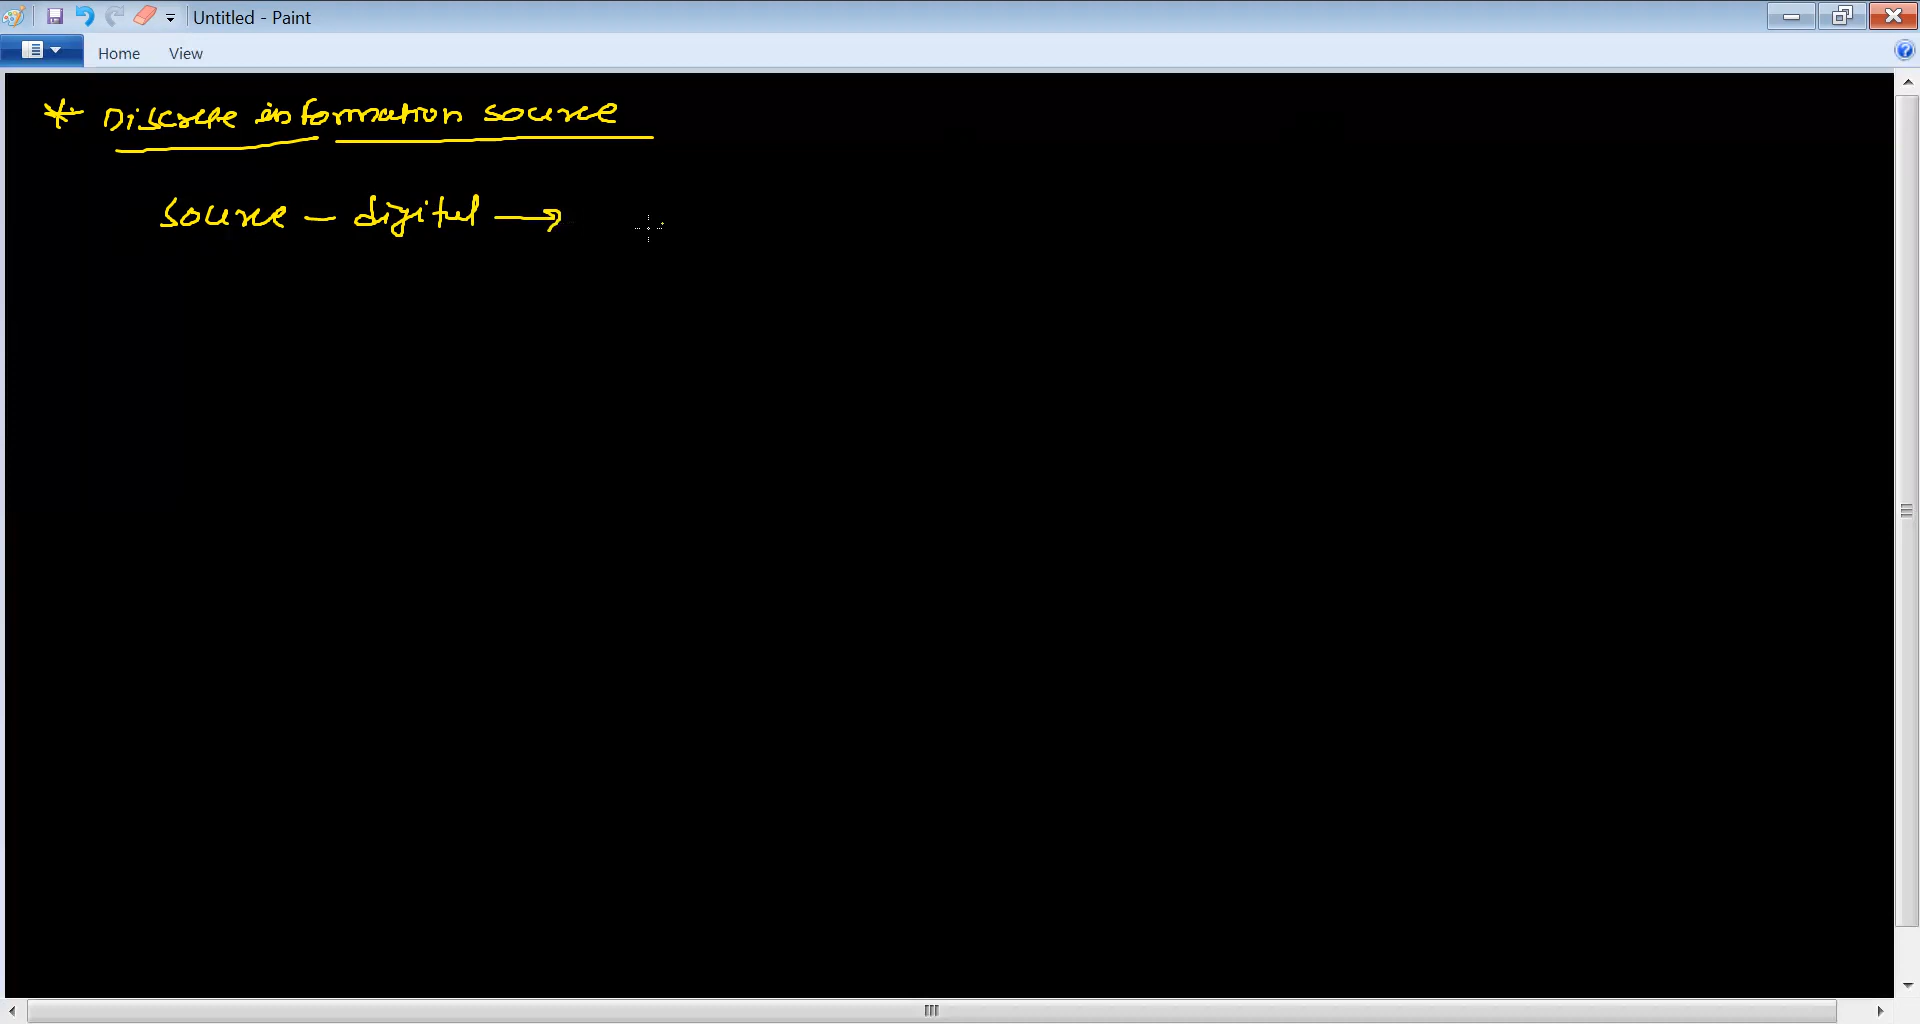 Untitled - Paint
Home View
* Discrete information source
Source – digital →